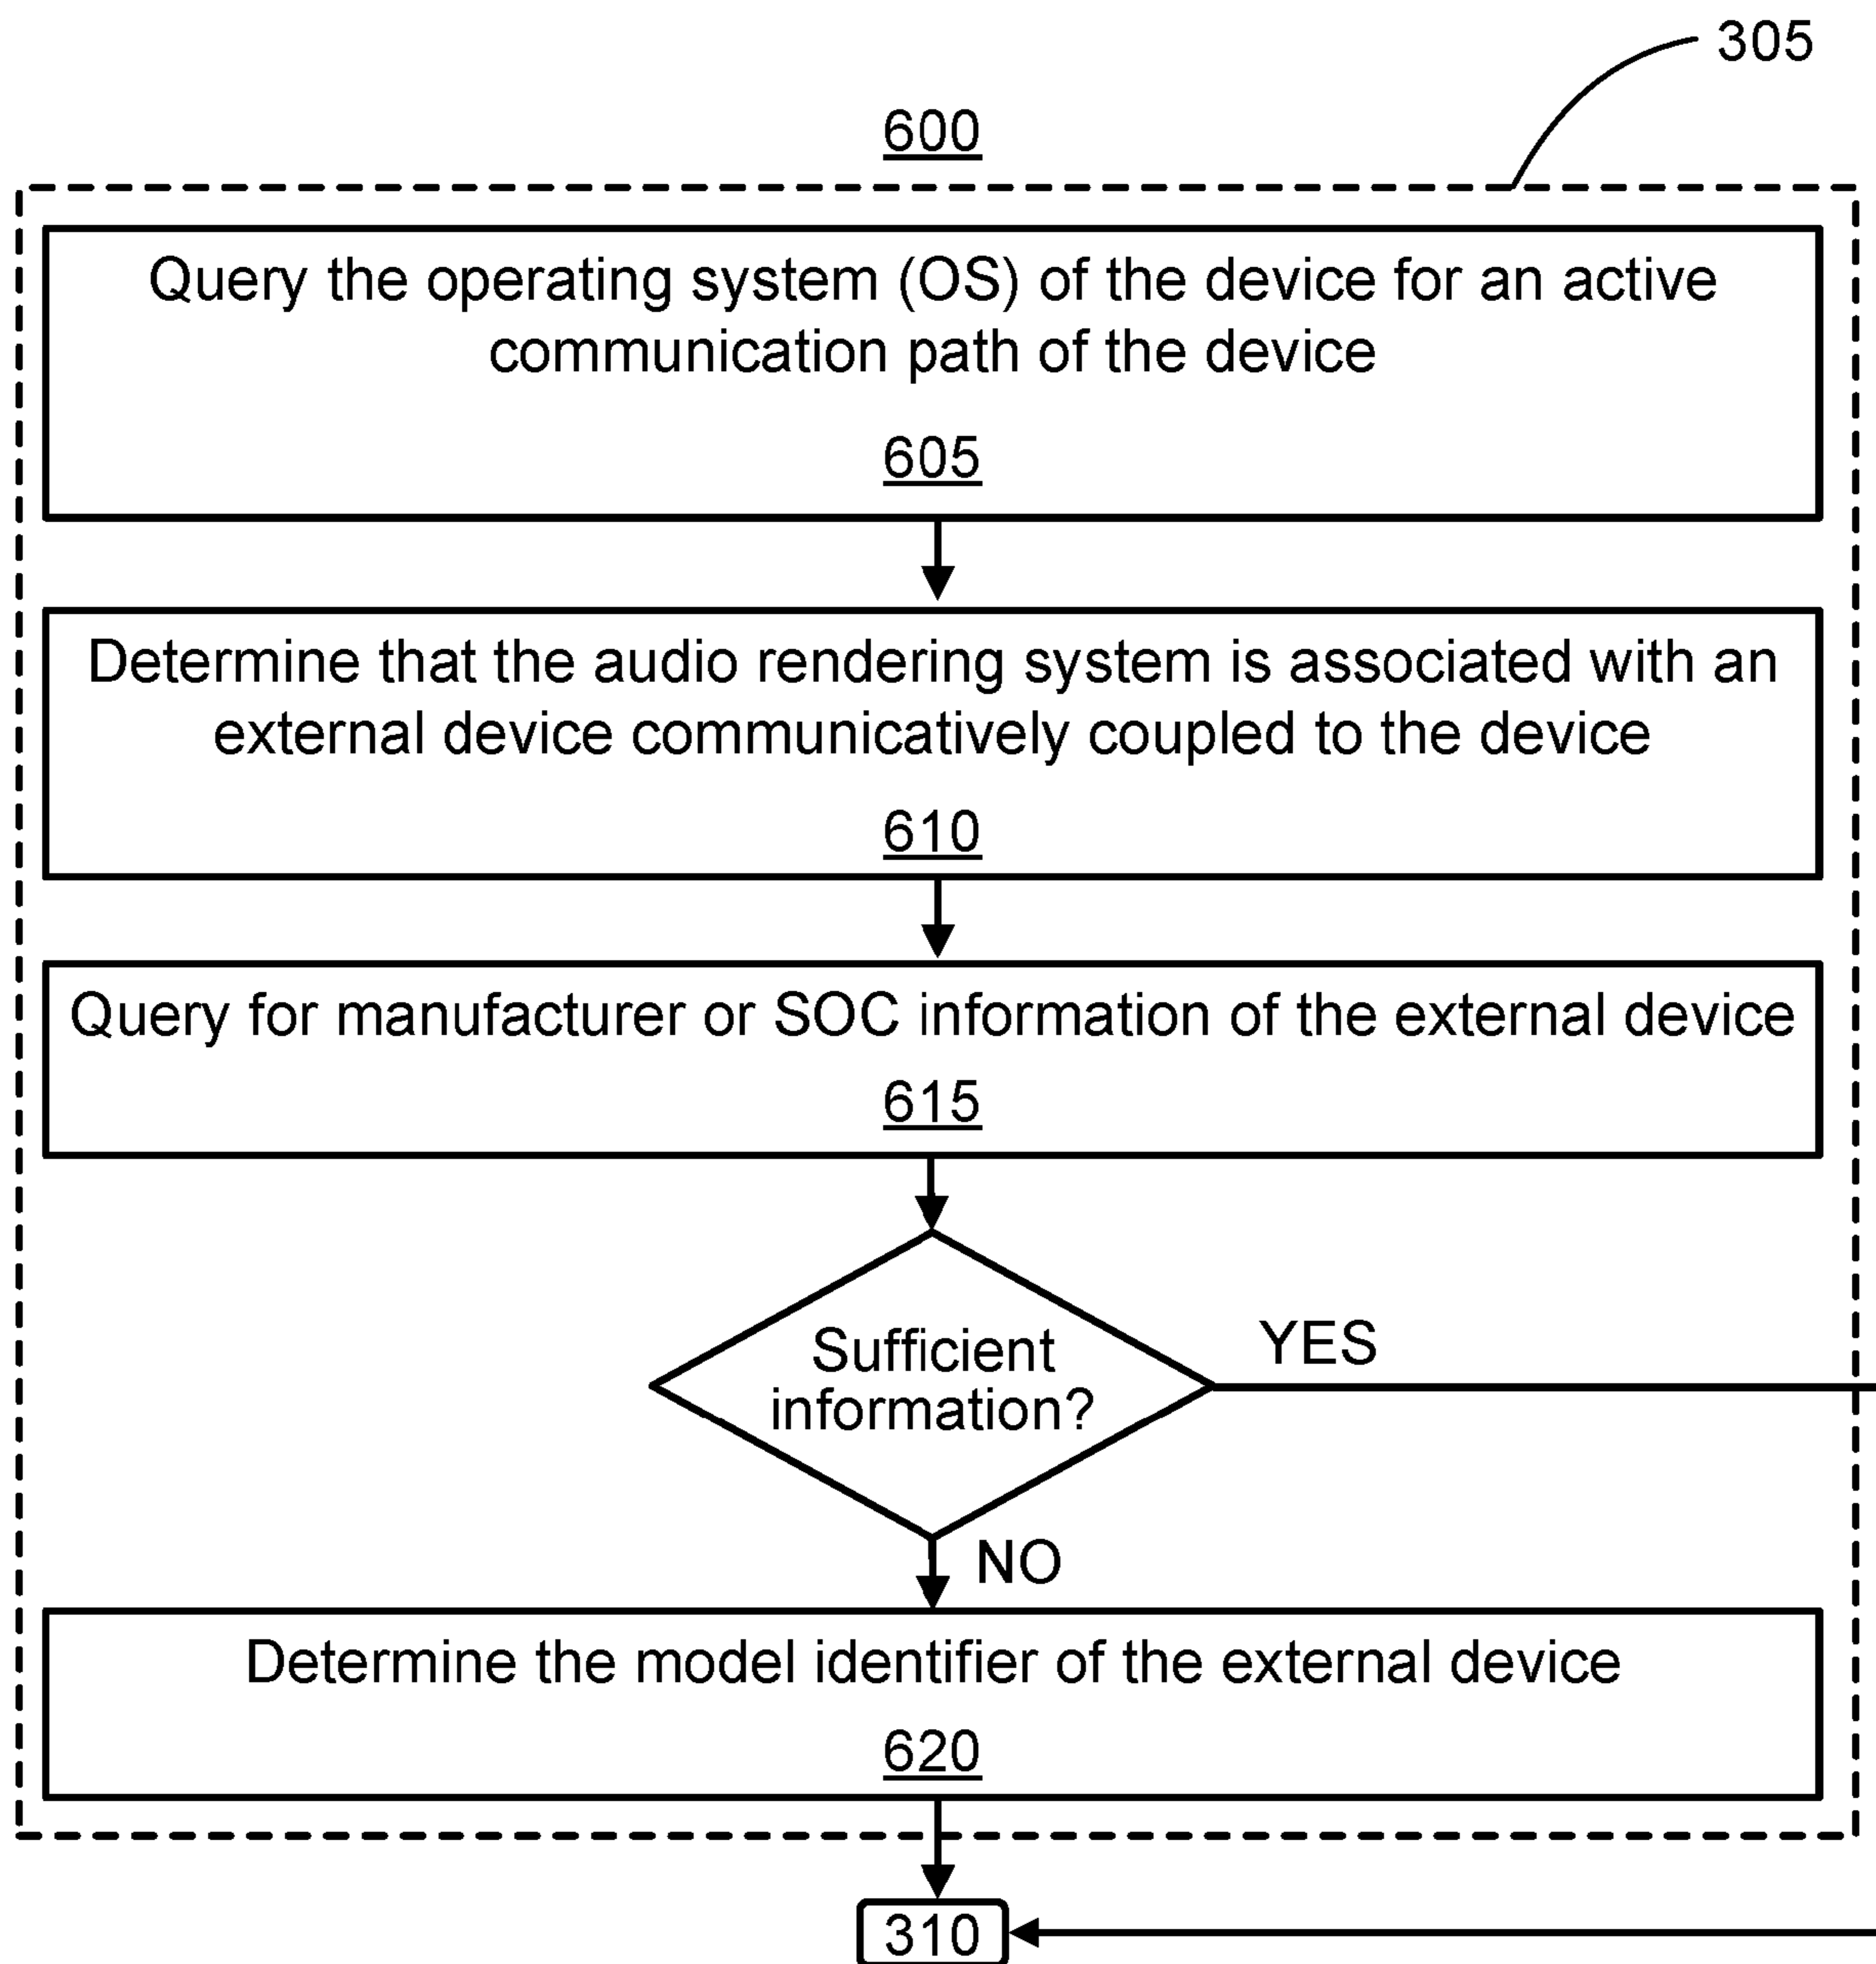 305
600
Query the operating system (OS) of the device for an active
communication path of the device
605
Determine that the audio rendering system is associated with an
external device communicatively coupled to the device
610
Query for manufacturer or SOC information of the external device
615
Sufficient
information?
YES
NO
Determine the model identifier of the external device
620
310